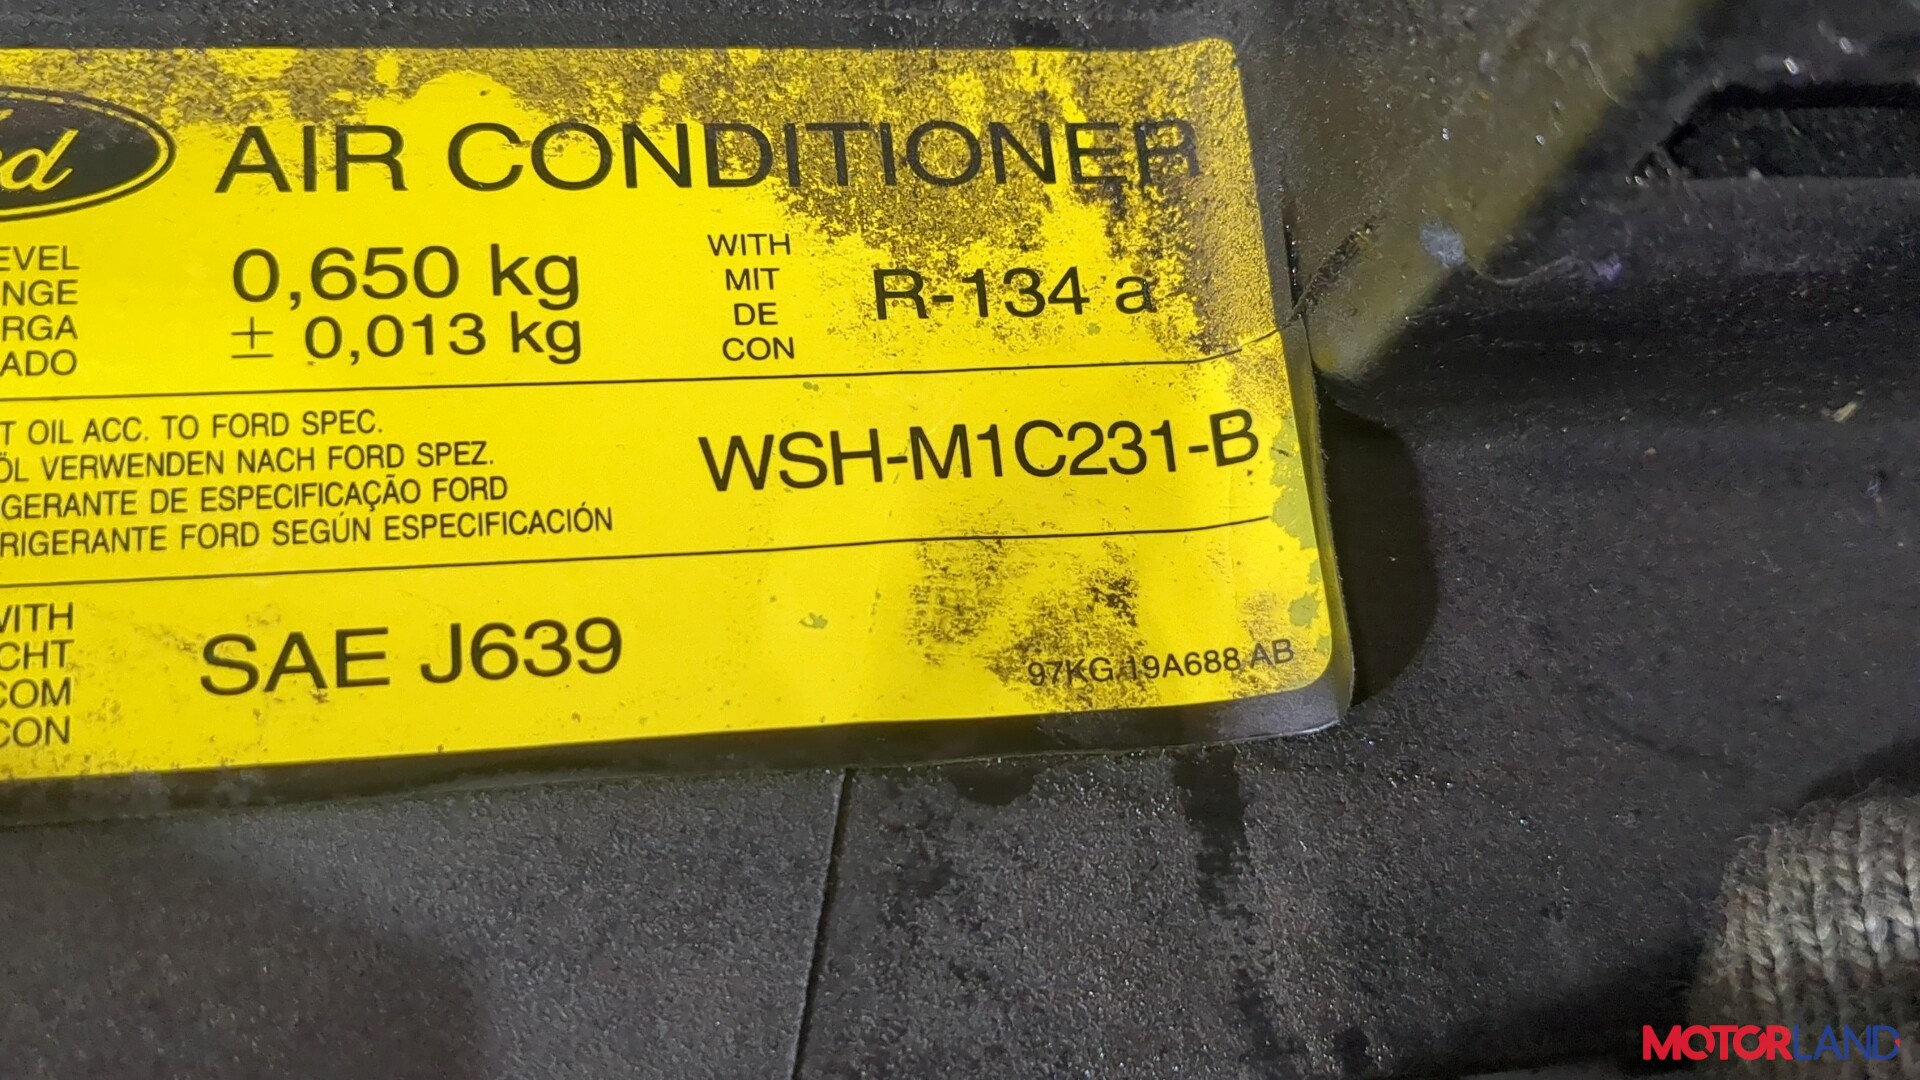 AIR CONDITIONER
EVEL
NGE
RGA
ADO
0,650 kg
± 0,013 kg
WITH
MIT
DE
CON
R-134 a
T OIL ACC. TO FORD SPEC.
ÖL VERWENDEN NACH FORD SPEZ.
GERANTE DE ESPECIFICAÇÃO FORD
RIGERANTE FORD SEGÚN ESPECIFICACIÓN
WSH-M1C231-B
WITH
CHT
COM
CON
SAE J639
97KG 19A688 AB
MOTORLAND